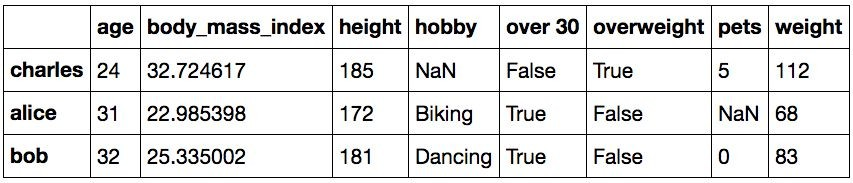 age body_mass_index height hobby over 30 overweight pets weight
charles 24 32.724617 185 NaN False True 5 112
alice 31 22.985398 172 Biking True False NaN 68
bob 32 25.335002 181 Dancing True False 0 83